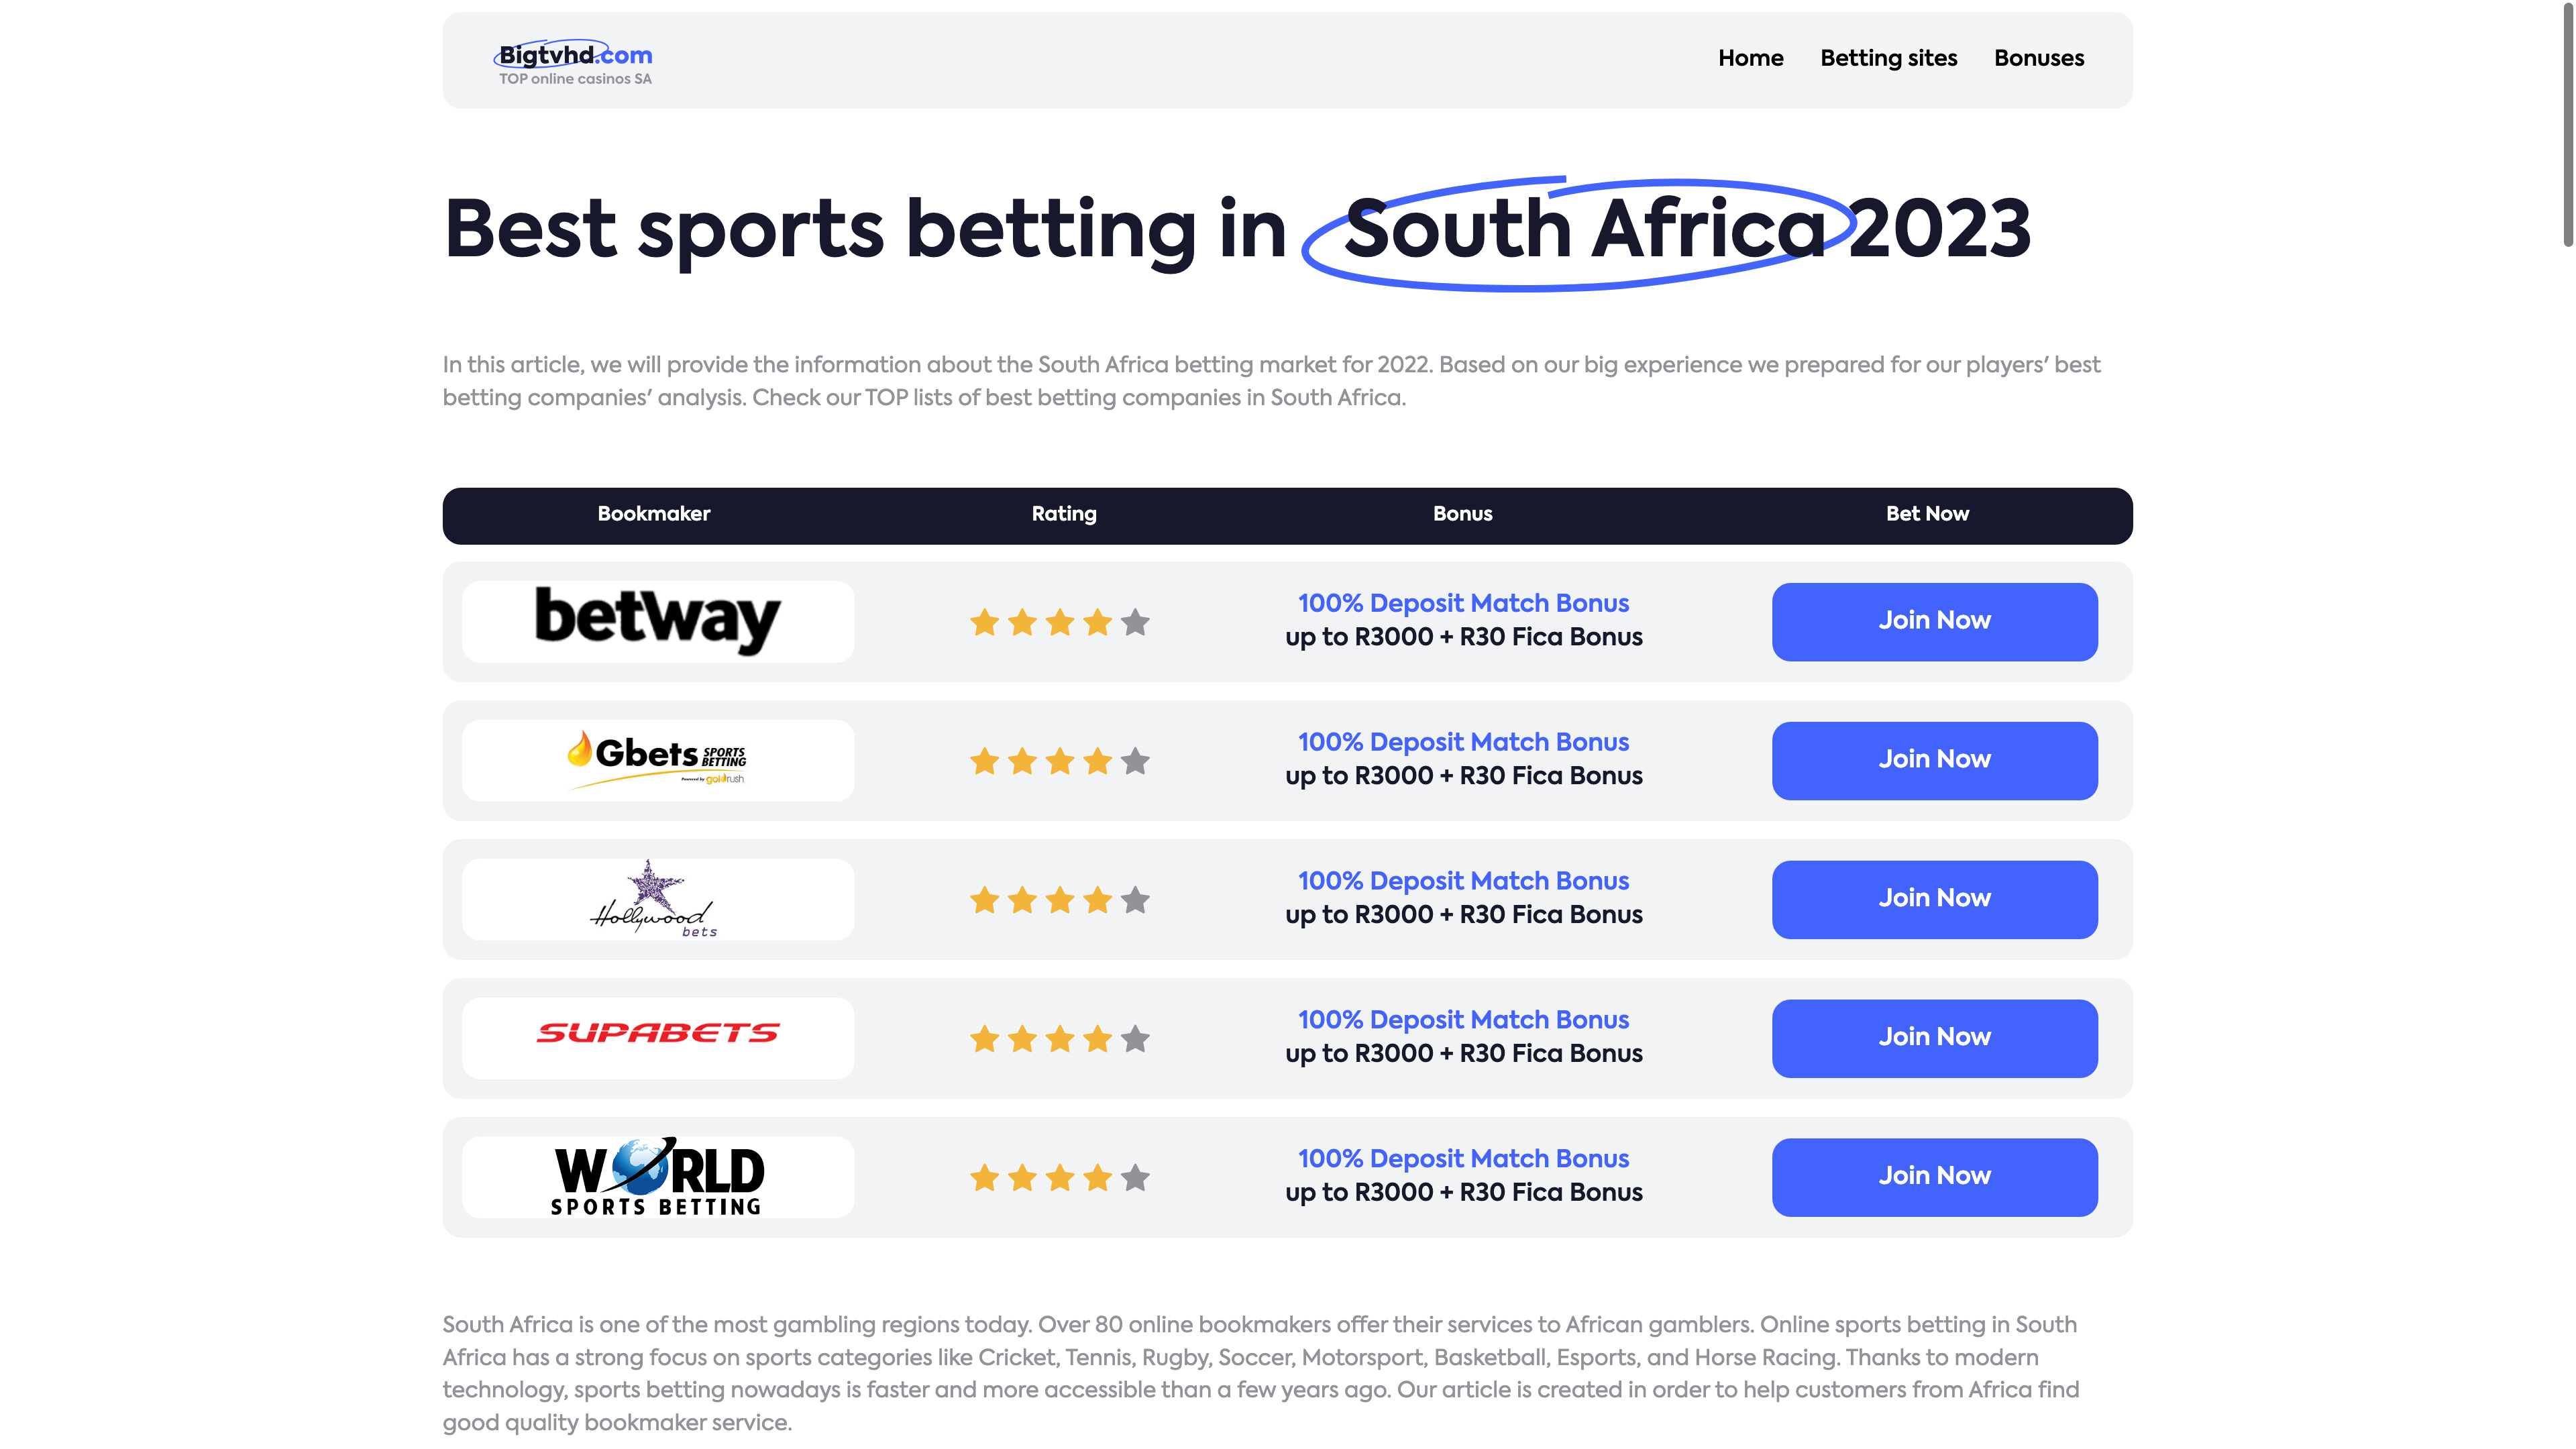 Bigtvhd.com
TOP online casinos SA
Home Betting sites Bonuses
Best sports betting in South Africa 2023
In this article, we will provide the information about the South Africa betting market for 2022. Based on our big experience we prepared for our players' best
betting companies' analysis. Check our TOP lists of best betting companies in South Africa.
Bookmaker Rating Bonus Bet Now
betway
100% Deposit Match Bonus
up to R3000 + R30 Fica Bonus
Join Now
Gbets SPORTS BETTING
Powered by goldrush
100% Deposit Match Bonus
up to R3000 + R30 Fica Bonus
Join Now
Hollywood
bets
100% Deposit Match Bonus
up to R3000 + R30 Fica Bonus
Join Now
SUPABETS
100% Deposit Match Bonus
up to R3000 + R30 Fica Bonus
Join Now
WORLD
SPORTS BETTING
100% Deposit Match Bonus
up to R3000 + R30 Fica Bonus
Join Now
South Africa is one of the most gambling regions today. Over 80 online bookmakers offer their services to African gamblers. Online sports betting in South
Africa has a strong focus on sports categories like Cricket, Tennis, Rugby, Soccer, Motorsport, Basketball, Esports, and Horse Racing. Thanks to modern
technology, sports betting nowadays is faster and more accessible than a few years ago. Our article is created in order to help customers from Africa find
good quality bookmaker service.